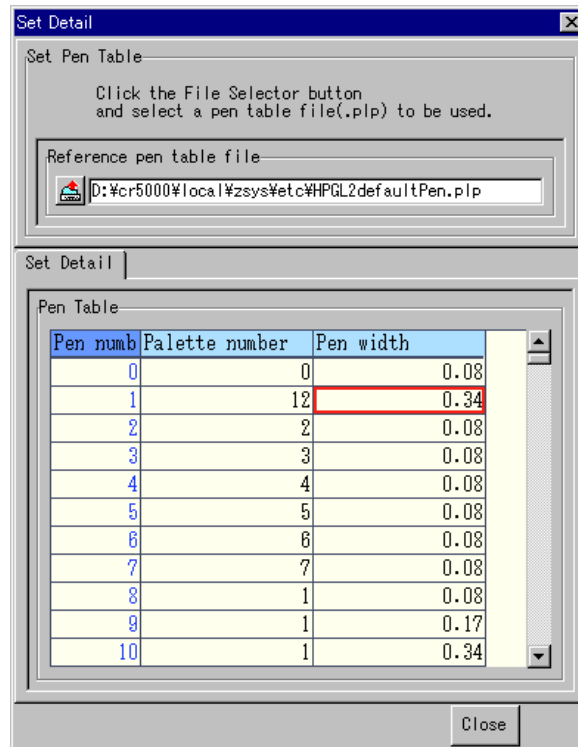 Set Detail
Set Pen Table
Click the File Selector button
and select a pen table file(.plp) to be used.
Reference pen table file
D:¥cr5000¥local¥zsys¥etc¥HPGL2defaultPen.plp
Set Detail
Pen Table
Pen numb Palette number Pen width
0 0 0.08
1 12 0.34
2 2 0.08
3 3 0.08
4 4 0.08
5 5 0.08
6 6 0.08
7 7 0.08
8 1 0.08
9 1 0.17
10 1 0.34
Close